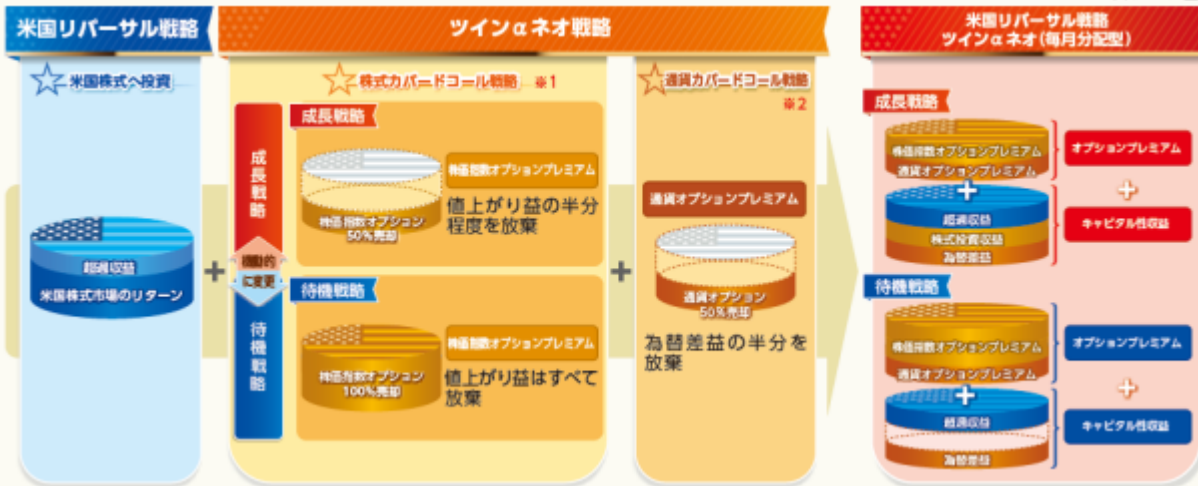 米国リバーサル戦略
ツインαネオ戦略
米国リバーサル戦略
ツインαネオ(毎月分配型)
米国株式へ投資
超過収益
米国株式市場のリターン
+
株式カバードコール戦略 ※1
成長戦略
機動的
に変更
待機戦略
成長戦略
株価指数オプション
50%売却
株価指数オプションプレミアム
値上がり益の半分
程度を放棄
待機戦略
株価指数オプション
100%売却
株価指数オプションプレミアム
値上がり益はすべて
放棄
+
通貨カバードコール戦略
※2
通貨オプションプレミアム
通貨オプション
50%売却
為替差益の半分を
放棄
成長戦略
株価指数オプションプレミアム
通貨オプションプレミアム
+
超過収益
株式投資収益
為替差益
オプションプレミアム
+
キャピタル性収益
待機戦略
株価指数オプションプレミアム
通貨オプションプレミアム
+
超過収益
為替差益
オプションプレミアム
+
キャピタル性収益